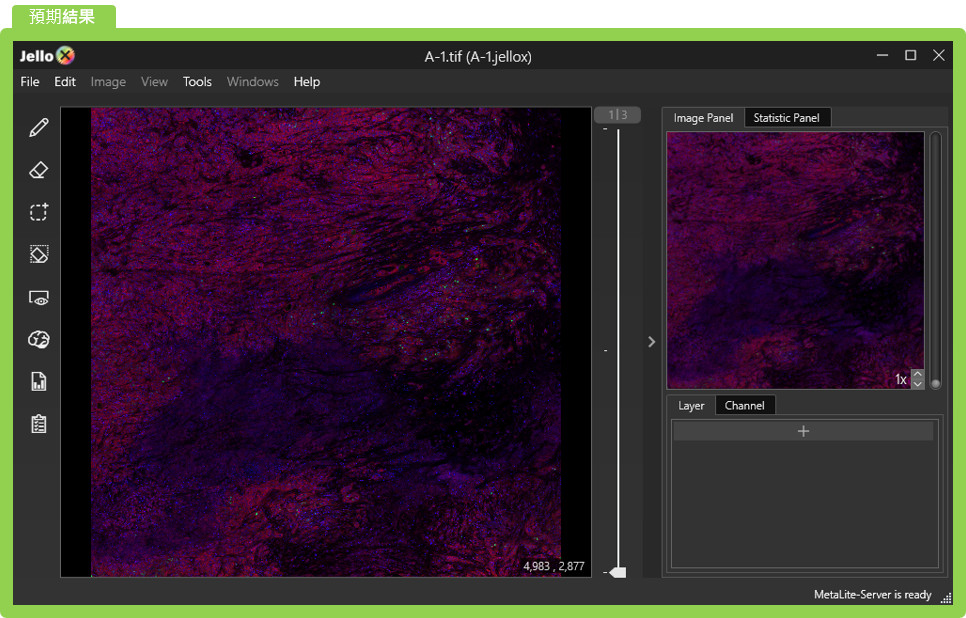 預期結果
Jello X
A-1.tif (A-1.jellox)
File Edit Image View Tools Windows Help
1|3
Image Panel Statistic Panel
1x
Layer Channel
+
4,983 , 2,877
MetaLite-Server is ready